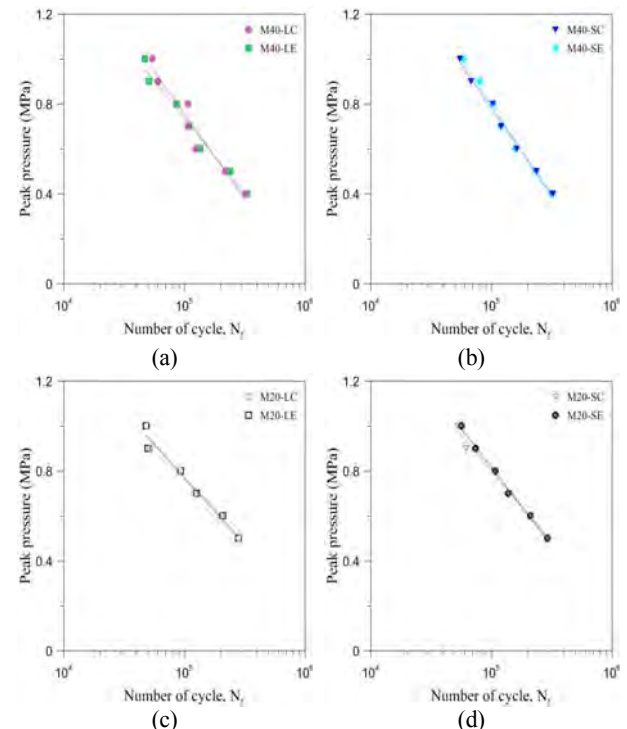 1.2
M40-LC
M40-LE
0.8
0.4
0
10⁴
10⁵
10⁶
Peak pressure (MPa)
Number of cycle, Nf
(a)
1.2
M40-SC
M40-SE
0.8
0.4
0
10⁴
10⁵
10⁶
Peak pressure (MPa)
Number of cycle, Nf
(b)
1.2
M20-LC
M20-LE
0.8
0.4
0
10⁴
10⁵
10⁶
Peak pressure (MPa)
Number of cycle, Nf
(c)
1.2
M20-SC
M20-SE
0.8
0.4
0
10⁴
10⁵
10⁶
Peak pressure (MPa)
Number of cycle, Nf
(d)